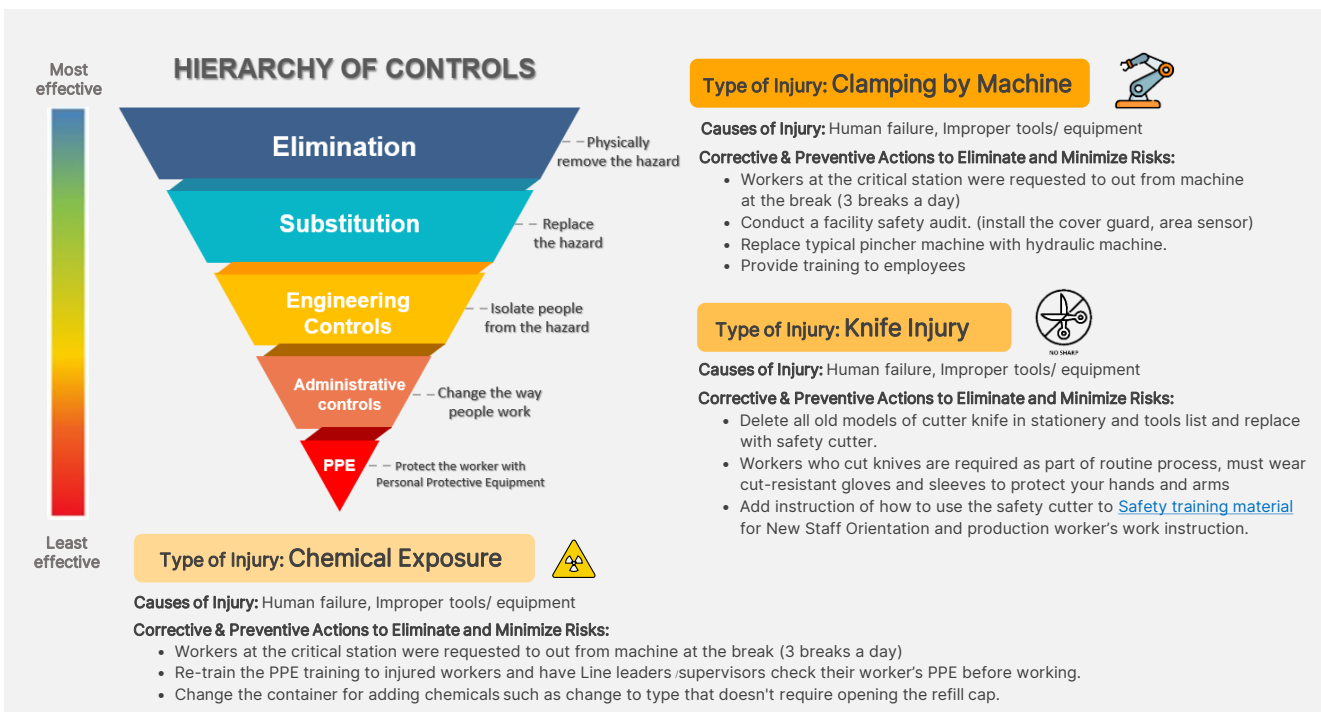 HIERARCHY OF CONTROLS
Most
effective
Elimination
Physically
remove the hazard
Substitution
Replace
the hazard
Engineering
Controls
Isolate people
from the hazard
Administrative
controls
Change the way
people work
PPE
Protect the worker with
Personal Protective Equipment
Least
effective
Type of Injury: Chemical Exposure
Causes of Injury: Human failure, Improper tools/ equipment
Corrective & Preventive Actions to Eliminate and Minimize Risks:
• Workers at the critical station were requested to out from machine at the break (3 breaks a day)
• Re-train the PPE training to injured workers and have Line leaders /supervisors check their worker's PPE before working.
• Change the container for adding chemicals such as change to type that doesn't require opening the refill cap.
Type of Injury: Clamping by Machine
Causes of Injury: Human failure, Improper tools/ equipment
Corrective & Preventive Actions to Eliminate and Minimize Risks:
• Workers at the critical station were requested to out from machine
at the break (3 breaks a day)
• Conduct a facility safety audit. (install the cover guard, area sensor)
• Replace typical pincher machine with hydraulic machine.
• Provide training to employees
Type of Injury: Knife Injury
NO SHARP
Causes of Injury: Human failure, Improper tools/ equipment
Corrective & Preventive Actions to Eliminate and Minimize Risks:
• Delete all old models of cutter knife in stationery and tools list and replace
with safety cutter.
• Workers who cut knives are required as part of routine process, must wear
cut-resistant gloves and sleeves to protect your hands and arms
• Add instruction of how to use the safety cutter to Safety training material
for New Staff Orientation and production worker's work instruction.